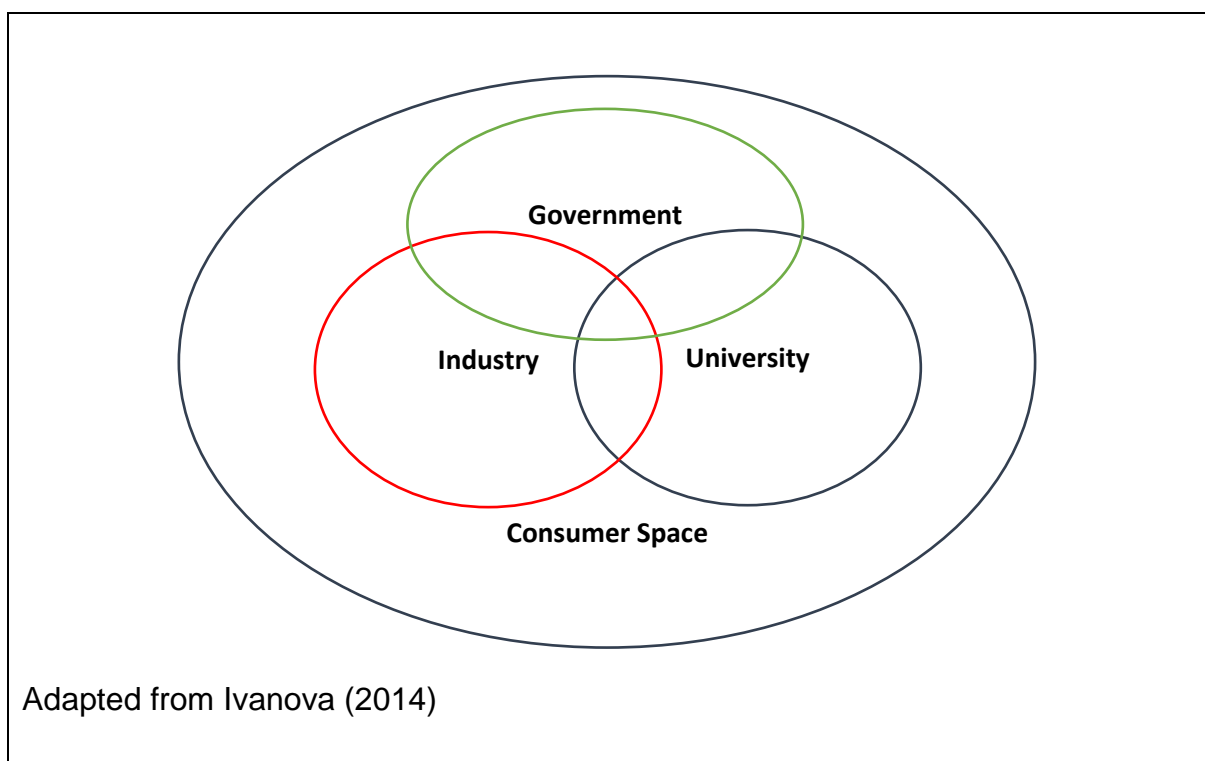 Government
Industry
University
Consumer Space
Adapted from Ivanova (2014)